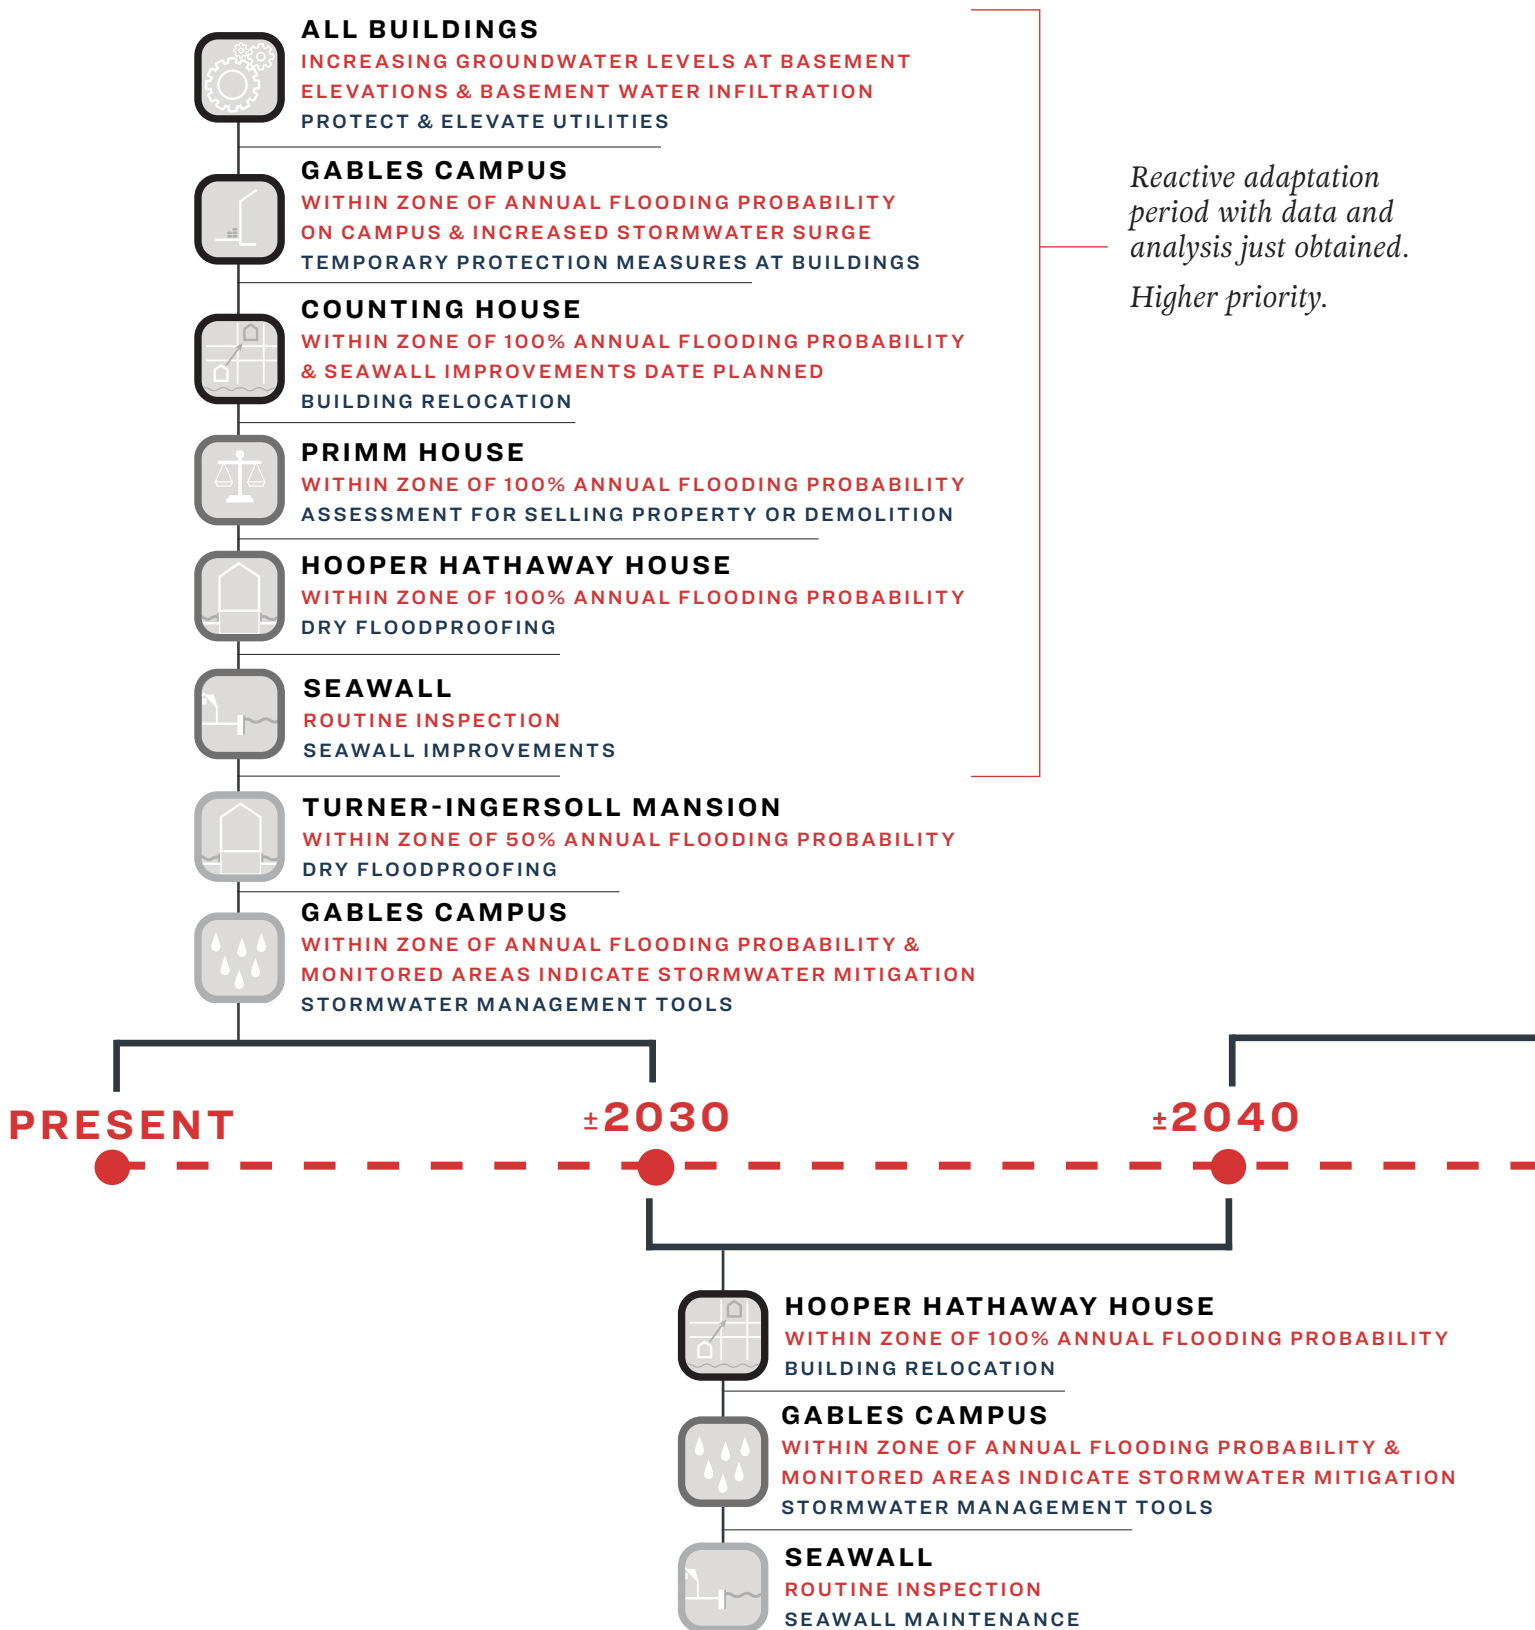 ALL BUILDINGS
INCREASING GROUNDWATER LEVELS AT BASEMENT
ELEVATIONS & BASEMENT WATER INFILTRATION
PROTECT & ELEVATE UTILITIES
GABLES CAMPUS
WITHIN ZONE OF ANNUAL FLOODING PROBABILITY
ON CAMPUS & INCREASED STORMWATER SURGE
TEMPORARY PROTECTION MEASURES AT BUILDINGS
COUNTING HOUSE
WITHIN ZONE OF 100% ANNUAL FLOODING PROBABILITY
& SEAWALL IMPROVEMENTS DATE PLANNED
BUILDING RELOCATION
PRIMM HOUSE
WITHIN ZONE OF 100% ANNUAL FLOODING PROBABILITY
ASSESSMENT FOR SELLING PROPERTY OR DEMOLITION
HOOPER HATHAWAY HOUSE
WITHIN ZONE OF 100% ANNUAL FLOODING PROBABILITY
DRY FLOODPROOFING
SEAWALL
ROUTINE INSPECTION
SEAWALL IMPROVEMENTS
Reactive adaptation
period with data and
analysis just obtained.
Higher priority.
TURNER-INGERSOLL MANSION
WITHIN ZONE OF 50% ANNUAL FLOODING PROBABILITY
DRY FLOODPROOFING
GABLES CAMPUS
WITHIN ZONE OF ANNUAL FLOODING PROBABILITY &
MONITORED AREAS INDICATE STORMWATER MITIGATION
STORMWATER MANAGEMENT TOOLS
PRESENT
±2030
±2040
HOOPER HATHAWAY HOUSE
WITHIN ZONE OF 100% ANNUAL FLOODING PROBABILITY
BUILDING RELOCATION
GABLES CAMPUS
WITHIN ZONE OF ANNUAL FLOODING PROBABILITY &
MONITORED AREAS INDICATE STORMWATER MITIGATION
STORMWATER MANAGEMENT TOOLS
SEAWALL
ROUTINE INSPECTION
SEAWALL MAINTENANCE